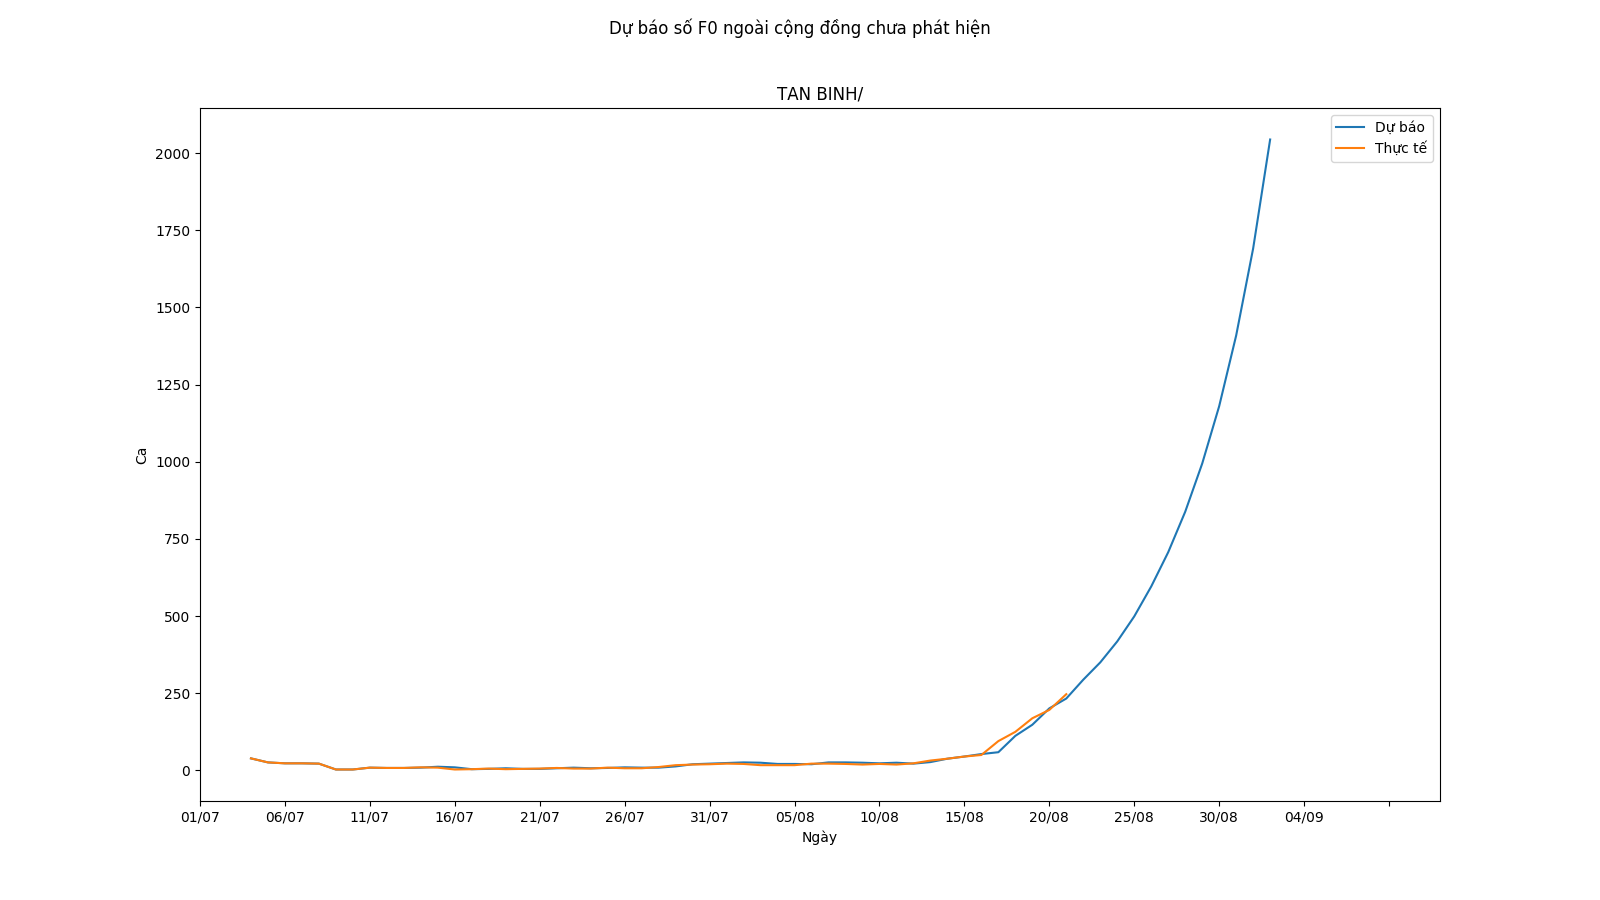 Dự báo số F0 ngoài cộng đồng chưa phát hiện
TAN BINH/
Dự báo
Thực tế
2000
1750
1500
1250
1000
750
500
250
0
Ca
01/07 06/07 11/07 16/07 21/07 26/07 31/07 05/08 10/08 15/08 20/08 25/08 30/08 04/09
Ngày